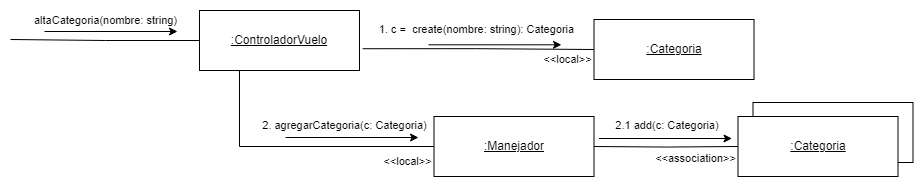 altaCategoria(nombre: string)
:ControladorVuelo
1. c = create(nombre: string): Categoria
<<local>>
:Categoria
2. agregarCategoria(c: Categoria)
<<local>>
:Manejador
2.1 add(c: Categoria)
<<association>>
:Categoria